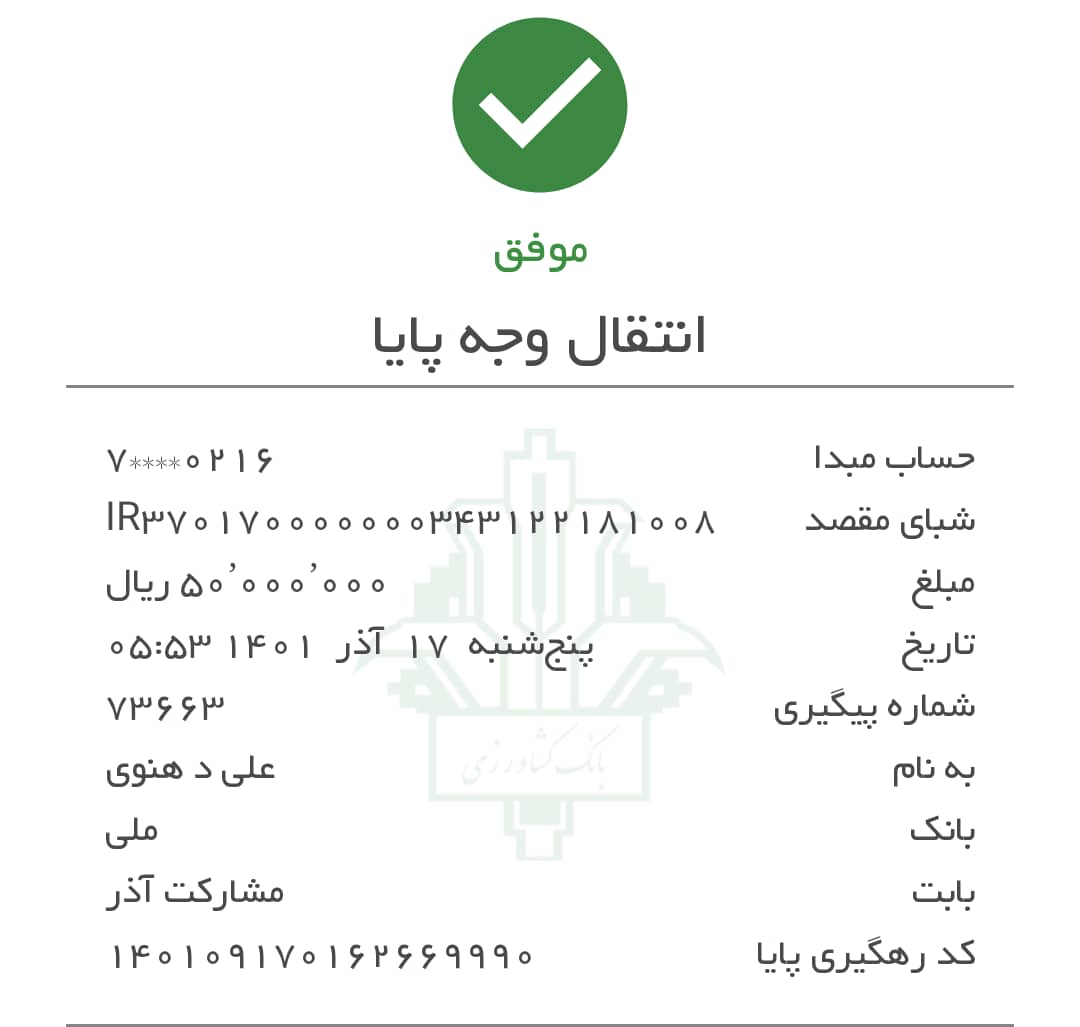 موفق
انتقال وجه پایا
حساب مبدا ۷****۰۲۱۶
شبای مقصد IR۳۷۰۱۷۰۰۰۰۰۰۰۳۴۳۱۲۲۱۸۱۰۰۸
مبلغ ۵۰٬۰۰۰٬۰۰۰ ریال
تاریخ پنج‌شنبه ۱۷ آذر ۱۴۰۱ ۰۵:۵۳
شماره پیگیری ۷۳۶۶۳
به نام علی د هنوی
بانک ملی
بابت مشارکت آذر
کد رهگیری پایا ۱۴۰۱۰۹۱۷۰۱۶۲۶۶۹۹۹۰
بانک کشاورزی